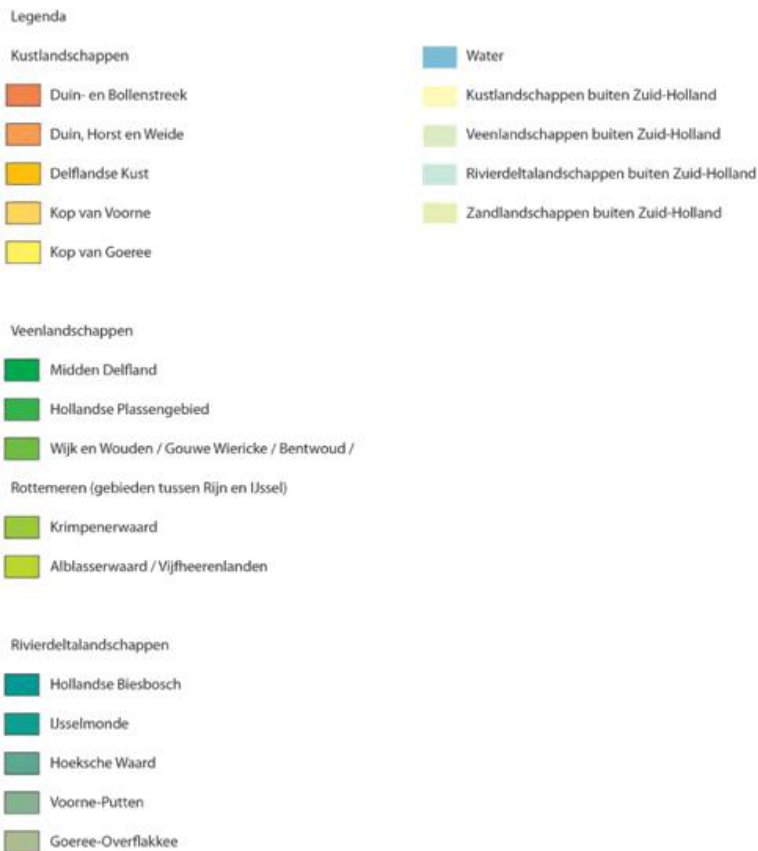 Legenda
Kustlandschappen
Duin- en Bollenstreek
Duin, Horst en Weide
Delflandse Kust
Kop van Voorne
Kop van Goeree
Veenlandschappen
Midden Delfland
Hollandse Plassengebied
Wijk en Wouden / Gouwe Wiericke / Bentwoud /
Rottemeren (gebieden tussen Rijn en IJssel)
Krimpenerwaard
Alblasserwaard / Vijfheerenlanden
Rivierdeltalandschappen
Hollandse Biesbosch
IJsselmonde
Hoeksche Waard
Voorne-Putten
Goeree-Overflakkee
Water
Kustlandschappen buiten Zuid-Holland
Veenlandschappen buiten Zuid-Holland
Rivierdeltalandschappen buiten Zuid-Holland
Zandlandschappen buiten Zuid-Holland